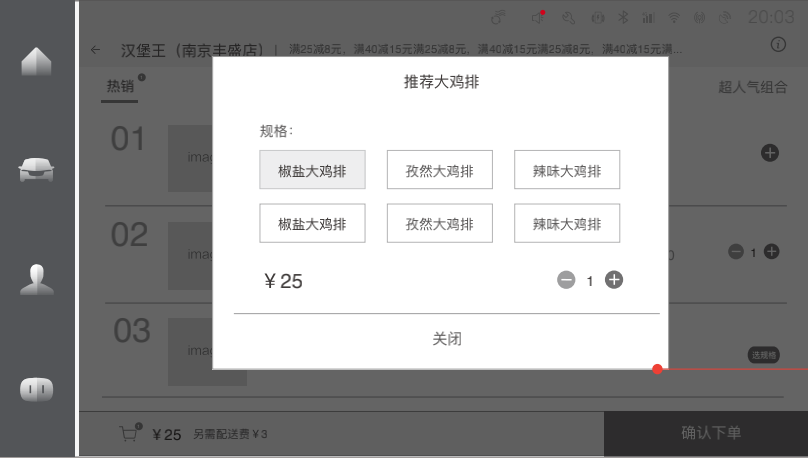 20:03
汉堡王（南京丰盛店） | 满25减8元，满40减15元满25减8元，满40减15元满25减8元，满40减15元满...
热销
超人气组合
01
02
03
推荐大鸡排
规格：
椒盐大鸡排 孜然大鸡排 辣味大鸡排
椒盐大鸡排 孜然大鸡排 辣味大鸡排
￥25
1
关闭
1
选规格
￥25 另需配送费￥3
确认下单